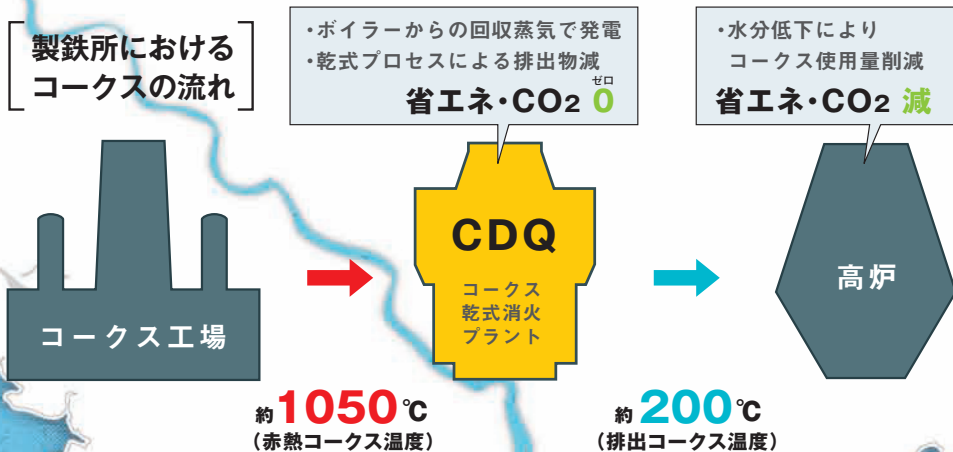 製鉄所における
コークスの流れ
・ボイラーからの回収蒸気で発電
・乾式プロセスによる排出物減
ゼロ
省エネ・CO2 0
・水分低下により
コークス使用量削減
省エネ・CO2 減
コークス工場
CDQ
コークス
乾式消火
プラント
高炉
約1050℃
（赤熱コークス温度）
約200℃
（排出コークス温度）